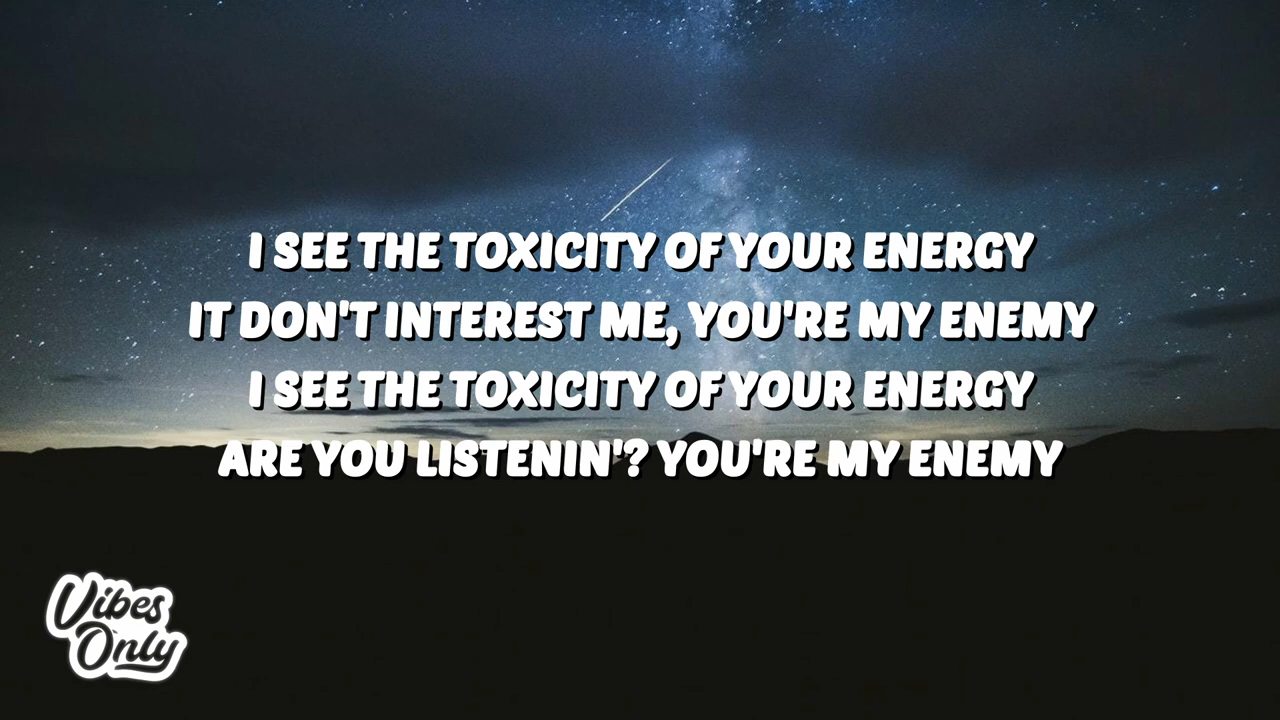 I SEE THE TOXICITY OF YOUR ENERGY
IT DON'T INTEREST ME, YOU'RE MY ENEMY
I SEE THE TOXICITY OF YOUR ENERGY
ARE YOU LISTENIN'? YOU'RE MY ENEMY
Vibes
Only